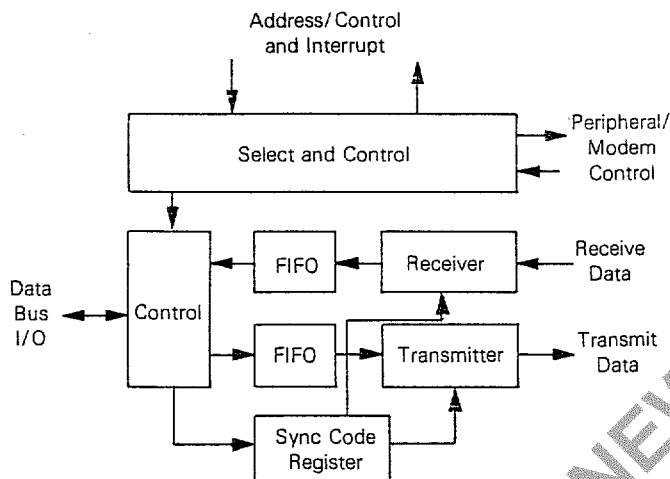 Address/Control
and Interrupt
Select and Control
Peripheral/
Modem
Control
FIFO
Receiver
Receive
Data
Data
Bus
I/O
Control
FIFO
Transmitter
Transmit
Data
Sync Code
Register
NEW